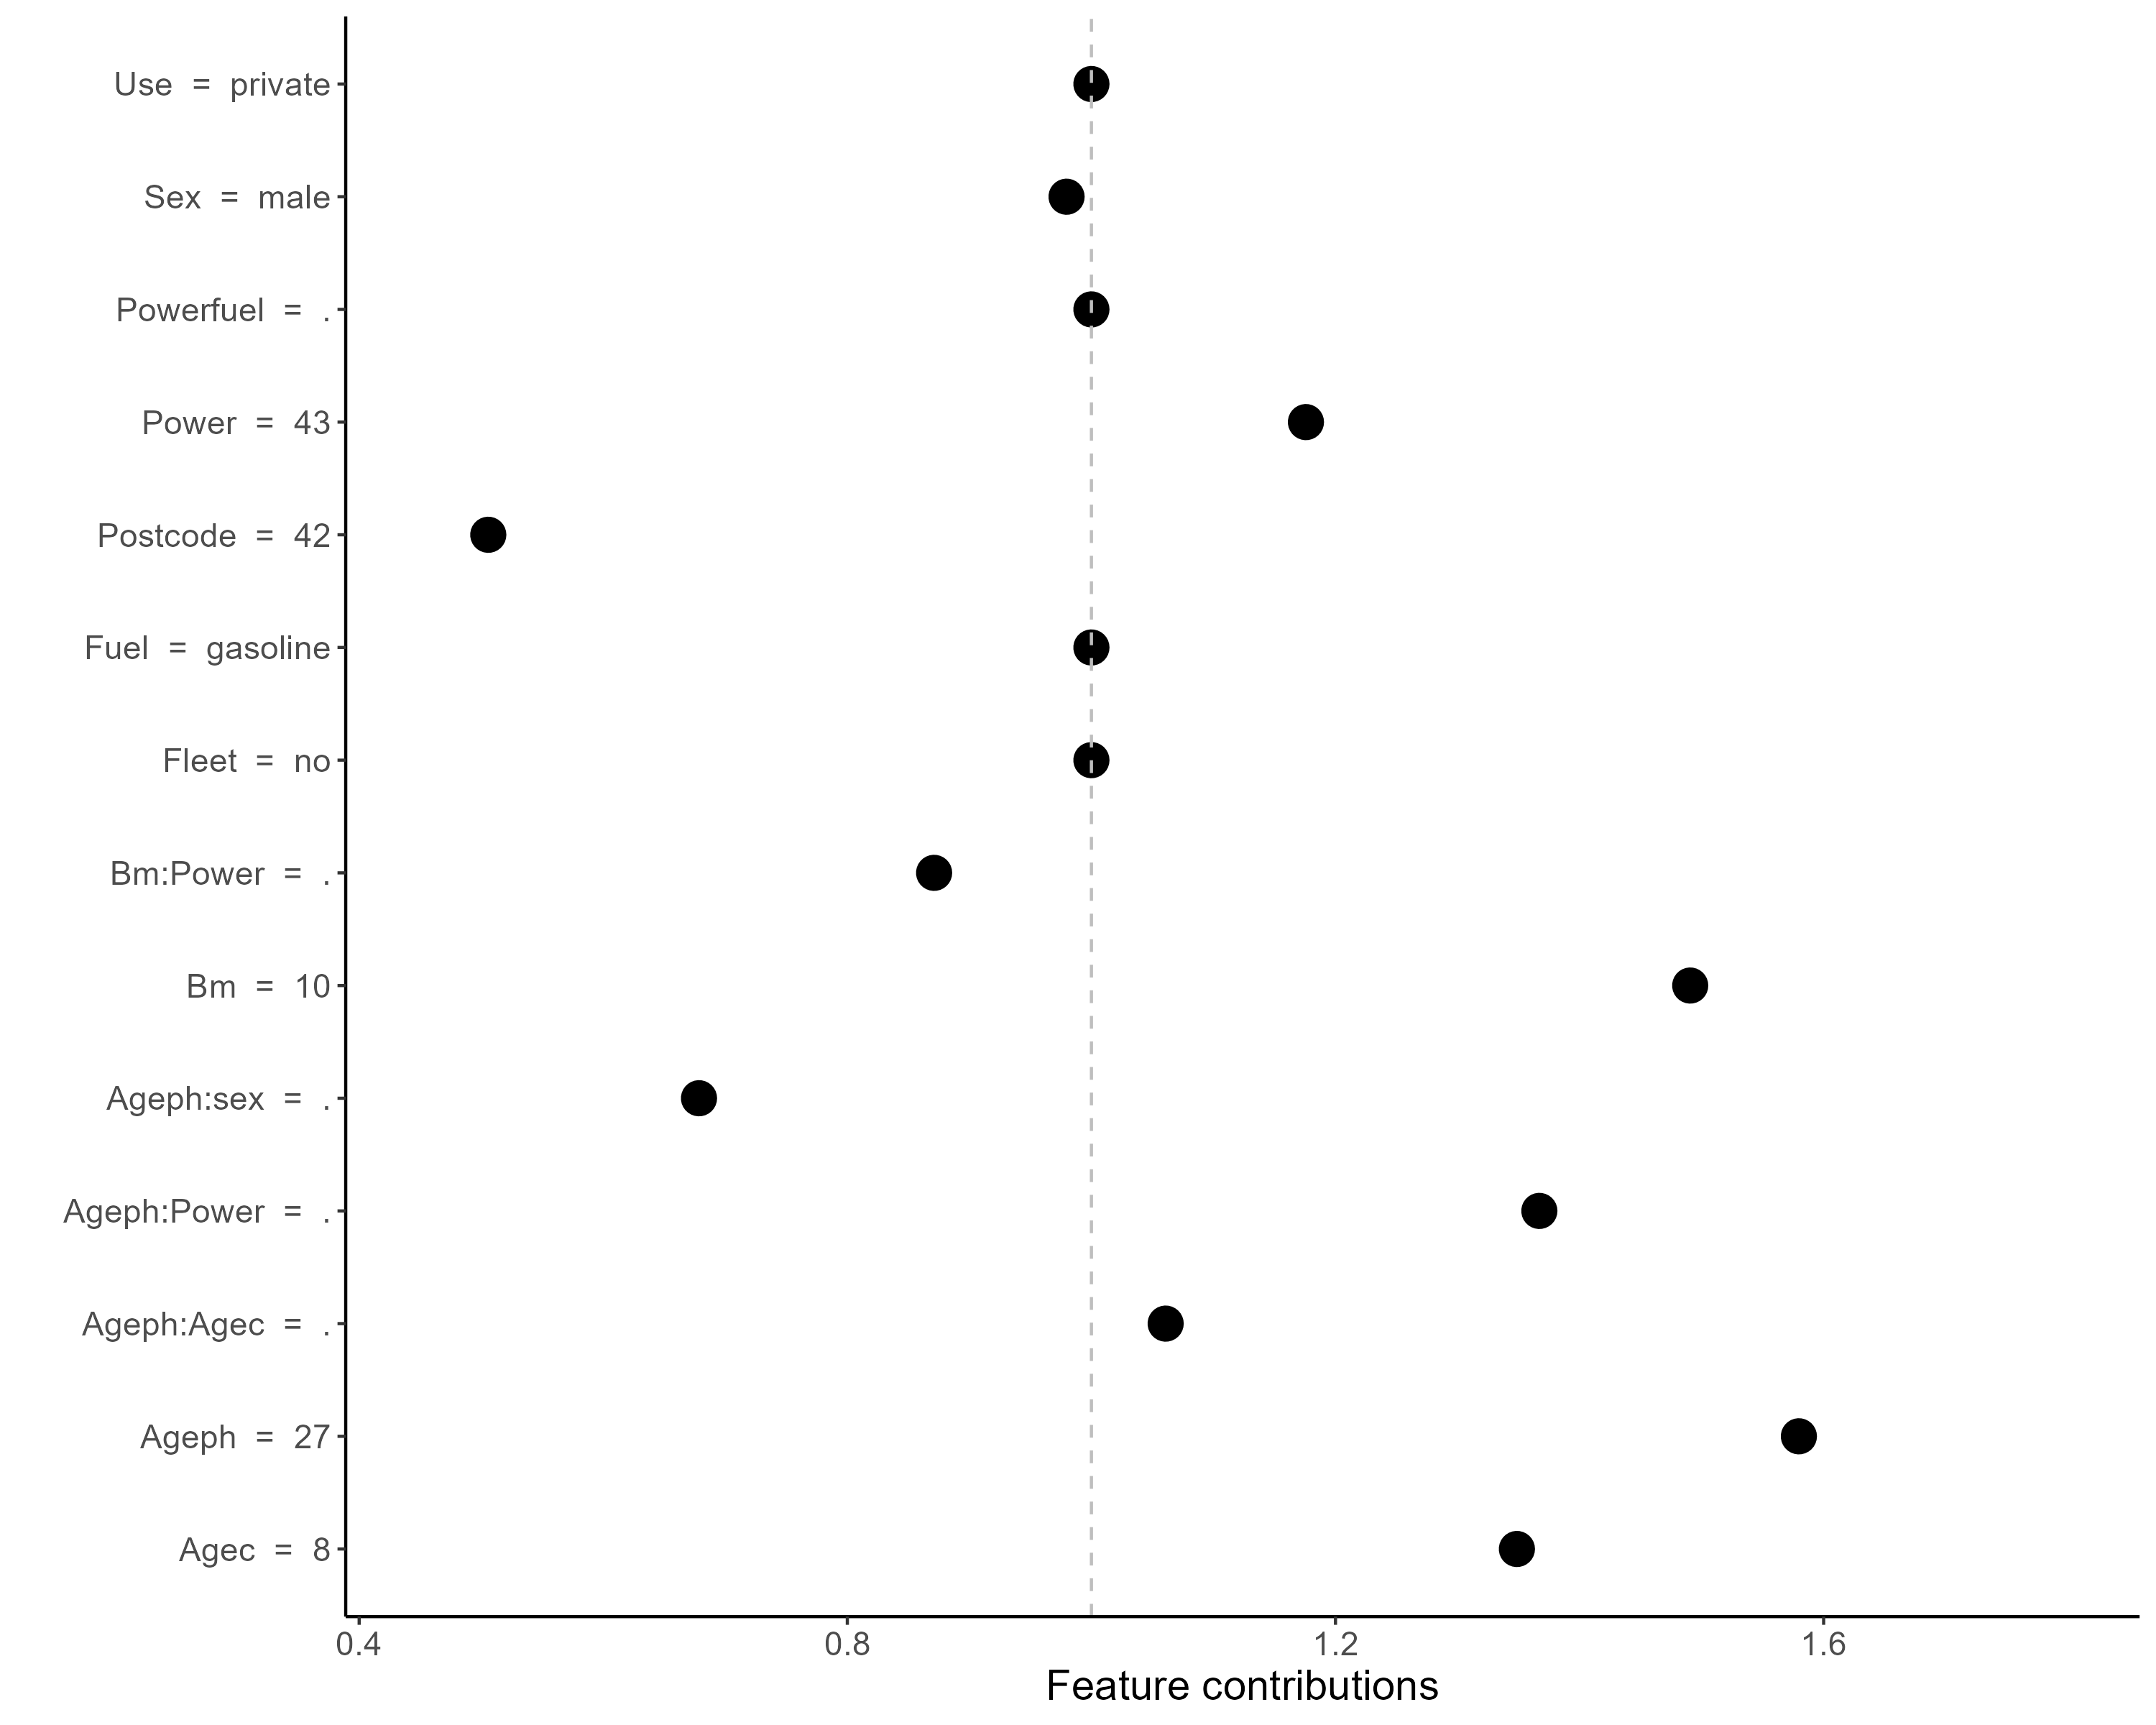 Use = private
Sex = male
Powerfuel = .
Power = 43
Postcode = 42
Fuel = gasoline
Fleet = no
Bm:Power = .
Bm = 10
Ageph:sex = .
Ageph:Power = .
Ageph:Agec = .
Ageph = 27
Agec = 8
0.4 0.8 1.2 1.6
Feature contributions